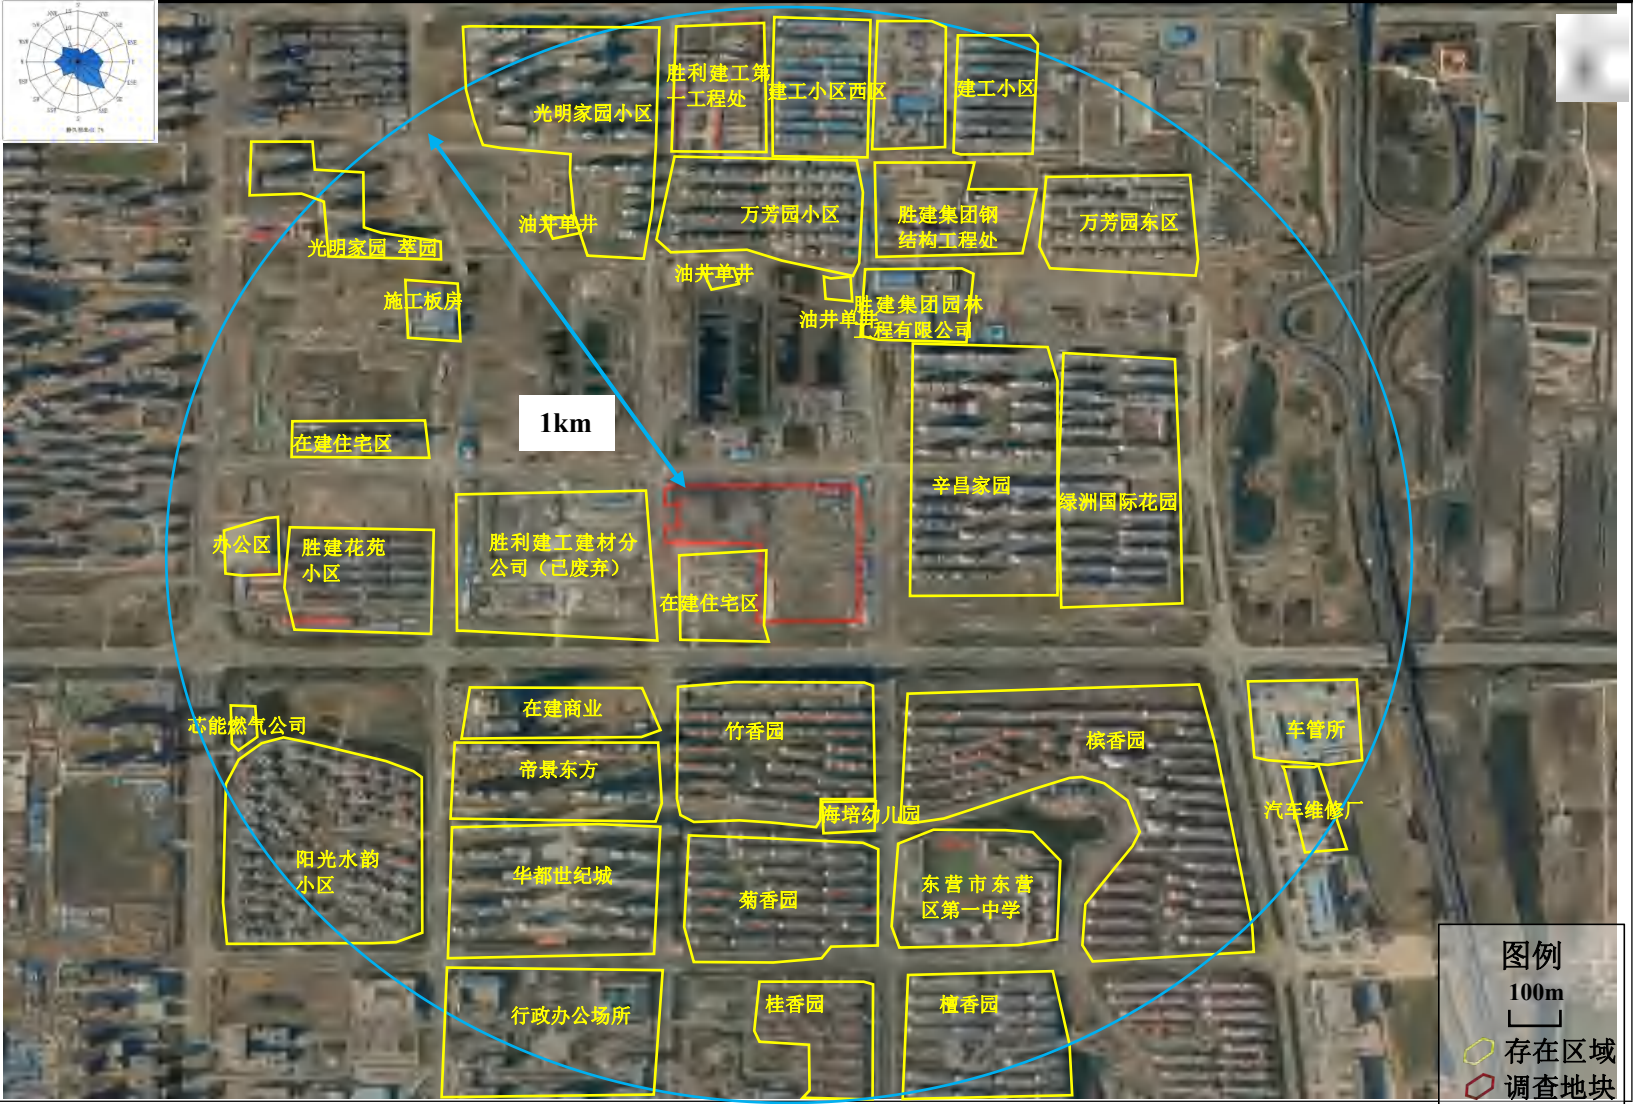 光明家园小区
胜利建工第
一工程处
建工小区西区
建工小区
油井单井
万芳园小区
胜建集团钢
结构工程处
万芳园东区
光明家园 萃园
施工板房
油井单井
油井单井
胜建集团园林
工程有限公司
1km
在建住宅区
辛昌家园
绿洲国际花园
办公区
胜建花苑
小区
胜利建工建材分
公司（已废弃）
在建住宅区
芯能燃气公司
在建商业
竹香园
槟香园
车管所
帝景东方
海培幼儿园
汽车维修厂
阳光水韵
小区
华都世纪城
菊香园
东营市东营
区第一中学
行政办公场所
桂香园
檀香园
图例
100m
存在区域
调查地块